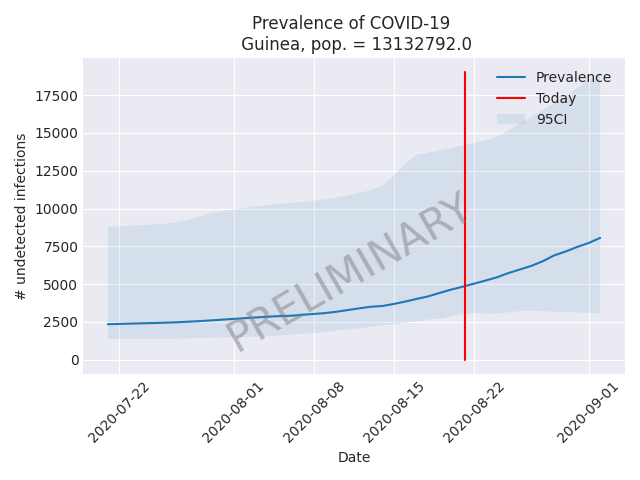 Prevalence of COVID-19
Guinea, pop. = 13132792.0
Prevalence
Today
95CI
# undetected infections
17500
15000
12500
10000
7500
5000
2500
0
PRELIMINARY
2020-07-22
2020-08-01
2020-08-08
2020-08-15
2020-08-22
2020-09-01
Date